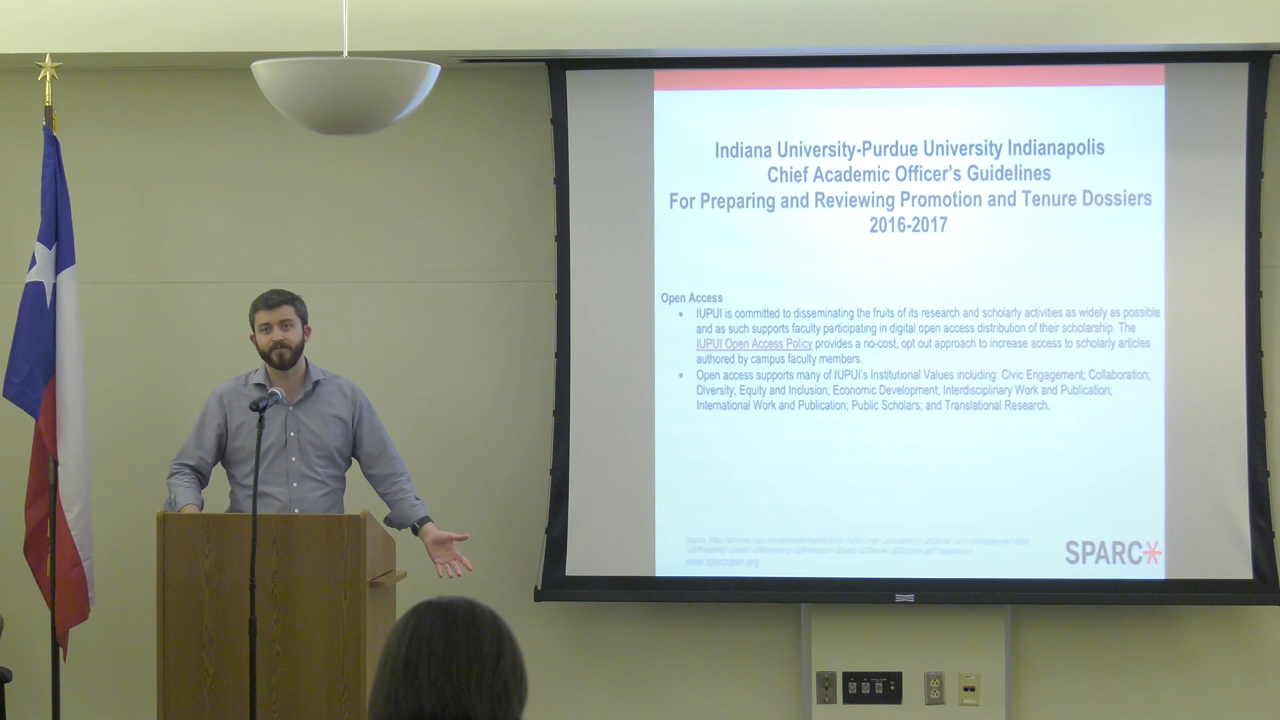 Indiana University-Purdue University Indianapolis
Chief Academic Officer's Guidelines
For Preparing and Reviewing Promotion and Tenure Dossiers
2016-2017
Open Access
• IUPUI is committed to disseminating the fruits of its research and scholarly activities as widely as possible
and as such supports faculty participating in digital open access distribution of their scholarship. The
IUPUI Open Access Policy provides a no-cost, opt out approach to increase access to scholarly articles
authored by campus faculty members.
• Open access supports many of IUPUI's Institutional Values including: Civic Engagement; Collaboration;
Diversity, Equity and Inclusion; Economic Development; Interdisciplinary Work and Publication;
International Work and Publication; Public Scholars; and Translational Research.
www.sparcopen.org
SPARC